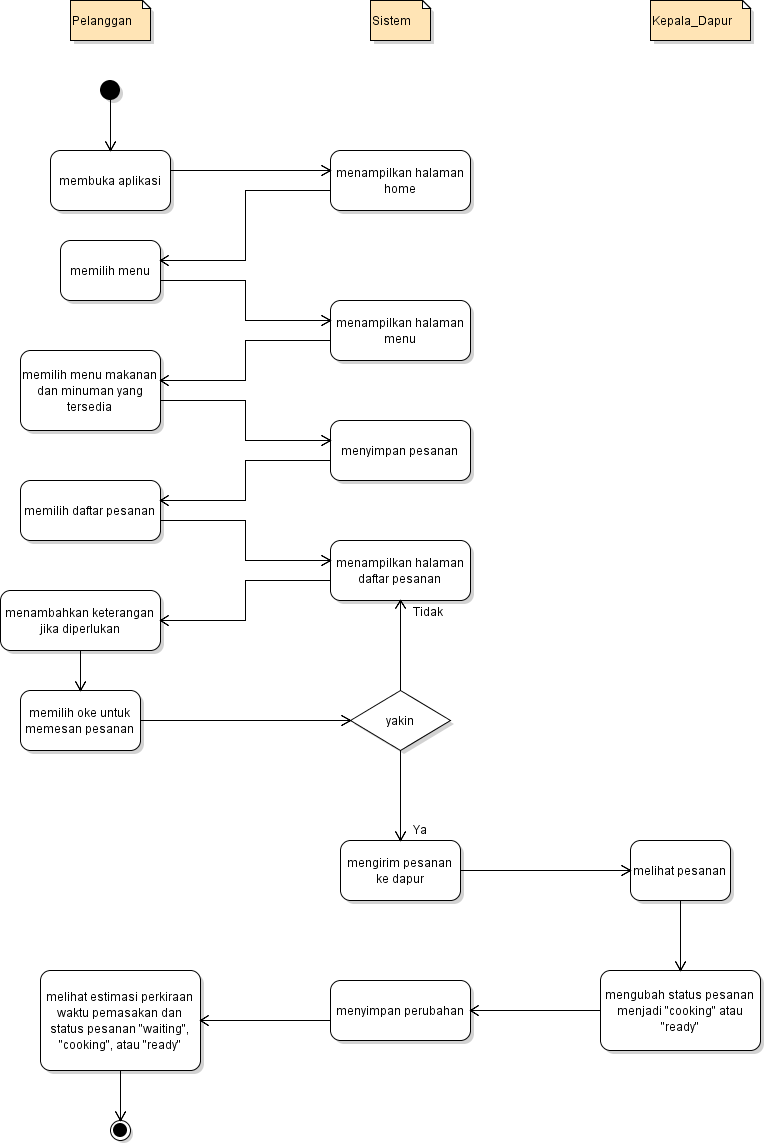 Pelanggan
Sistem
Kepala_Dapur
membuka aplikasi
menampilkan halaman
home
memilih menu
menampilkan halaman
menu
memilih menu makanan
dan minuman yang
tersedia
menyimpan pesanan
memilih daftar pesanan
menampilkan halaman
daftar pesanan
menambahkan keterangan
jika diperlukan
Tidak
memilih oke untuk
memesan pesanan
yakin
Ya
mengirim pesanan
ke dapur
melihat pesanan
mengubah status pesanan
menjadi "cooking" atau
"ready"
menyimpan perubahan
melihat estimasi perkiraan
waktu pemasakan dan
status pesanan "waiting",
"cooking", atau "ready"